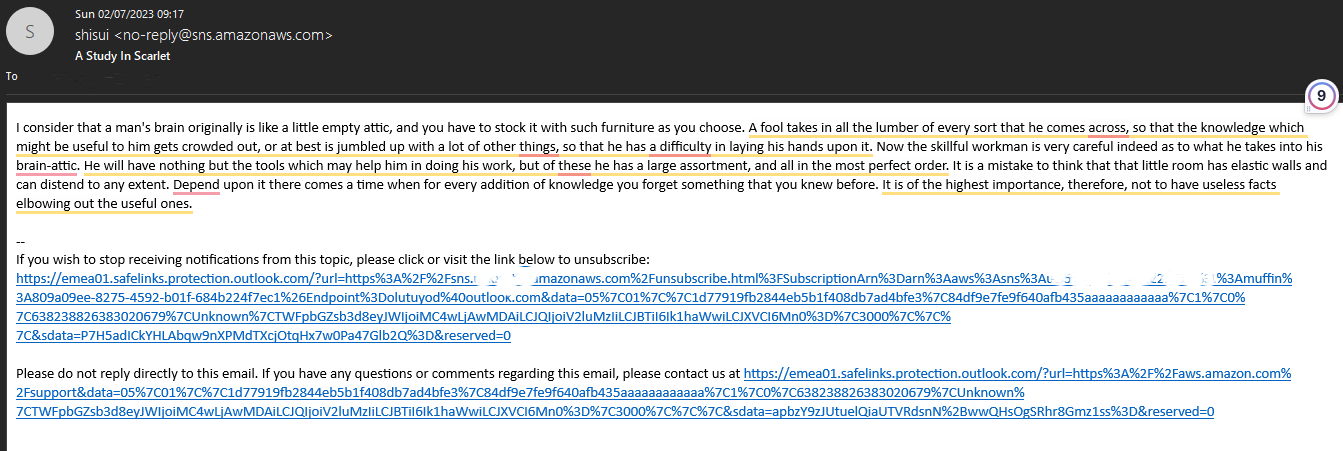 Sun 02/07/2023 09:17
S
shisui <no-reply@sns.amazonaws.com>
A Study In Scarlet
To
9
I consider that a man's brain originally is like a little empty attic, and you have to stock it with such furniture as you choose. A fool takes in all the lumber of every sort that he comes across, so that the knowledge which
might be useful to him gets crowded out, or at best is jumbled up with a lot of other things, so that he has a difficulty in laying his hands upon it. Now the skillful workman is very careful indeed as to what he takes into his
brain-attic. He will have nothing but the tools which may help him in doing his work, but of these he has a large assortment, and all in the most perfect order. It is a mistake to think that that little room has elastic walls and
can distend to any extent. Depend upon it there comes a time when for every addition of knowledge you forget something that you knew before. It is of the highest importance, therefore, not to have useless facts
elbowing out the useful ones.
--
If you wish to stop receiving notifications from this topic, please click or visit the link below to unsubscribe:
https://emea01.safelinks.protection.outlook.com/?url=https%3A%2F%2Fsns. amazonaws.com%2Funsubscribe.html%3FSubscriptionArn%3Darn%3Aaws%3Asns%3A %3Amuffin%
3A809a09ee-8275-4592-b01f-684b224f7ec1%26Endpoint%3Dolutuyod%40outlook.com&data=05%7C01%7C%7C1d77919fb2844eb5b1f408db7ad4bfe3%7C84df9e7fe9f640afb435aaaaaaaaaaaa%7C1%7C0%
7C638238826383020679%7CUnknown%7CTWFpbGZsb3d8eyJWIjoiMC4wLjAwMDAiLCJQIjoiV2luMzIiLCJBTiI6Ik1haWwiLCJXVCI6Mn0%3D%7C3000%7C%7C%
7C&sdata=P7H5adICkYHLAbqw9nXPMdTXcjOtqHx7w0Pa47Glb2Q%3D&reserved=0
Please do not reply directly to this email. If you have any questions or comments regarding this email, please contact us at https://emea01.safelinks.protection.outlook.com/?url=https%3A%2F%2Faws.amazon.com%
2Fsupport&data=05%7C01%7C%7C1d77919fb2844eb5b1f408db7ad4bfe3%7C84df9e7fe9f640afb435aaaaaaaaaaaa%7C1%7C0%7C638238826383020679%7CUnknown%
7CTWFpbGZsb3d8eyJWIjoiMC4wLjAwMDAiLCJQIjoiV2luMzIiLCJBTiI6Ik1haWwiLCJXVCI6Mn0%3D%7C3000%7C%7C%7C&sdata=apbzY9zJUtuelQiaUTVRdsnN%2BwwQHsOgSRhr8Gmz1ss%3D&reserved=0